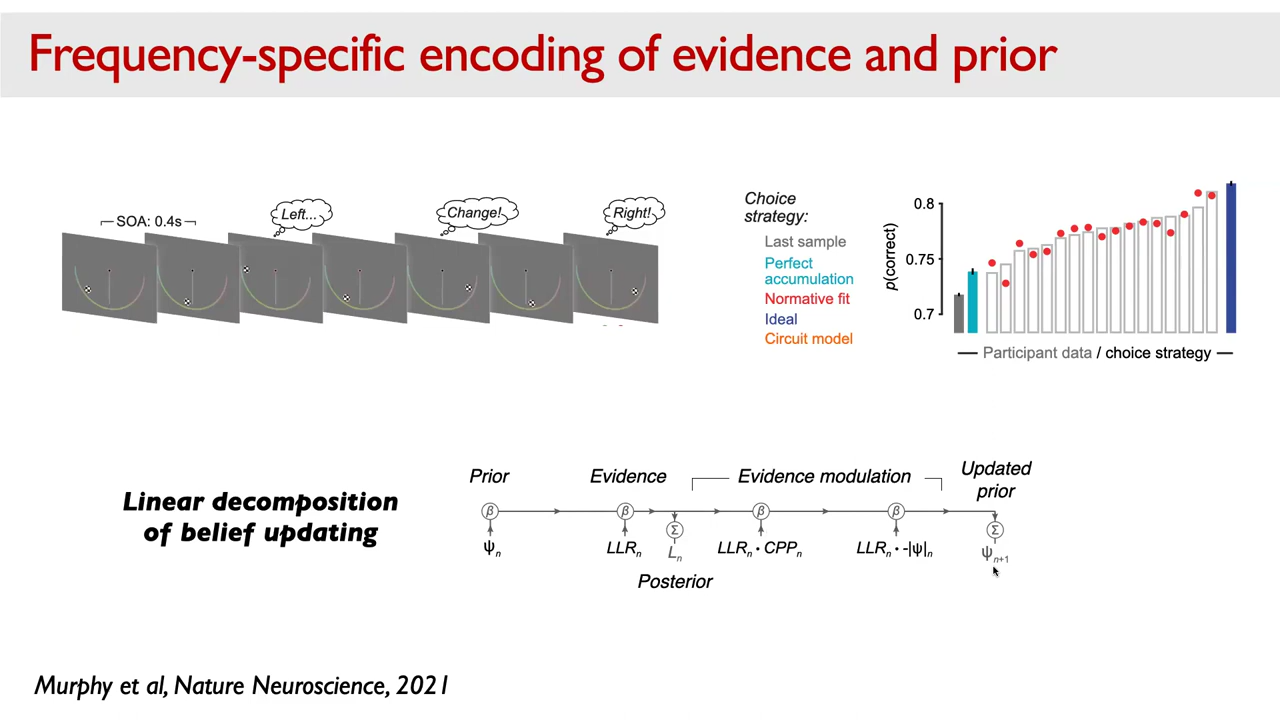 Frequency-specific encoding of evidence and prior
SOA: 0.4s
Left...
Change!
Right!
Choice
strategy:
Last sample
Perfect
accumulation
Normative fit
Ideal
Circuit model
p(correct)
0.8
0.75
0.7
Participant data / choice strategy
Linear decomposition
of belief updating
Prior
Evidence
Evidence modulation
Updated
prior
β
β
β
β
Σ
Σ
ψn
LLRn
Ln
LLRn · CPPn
LLRn · -|ψ|n
ψn+1
Posterior
Murphy et al, Nature Neuroscience, 2021